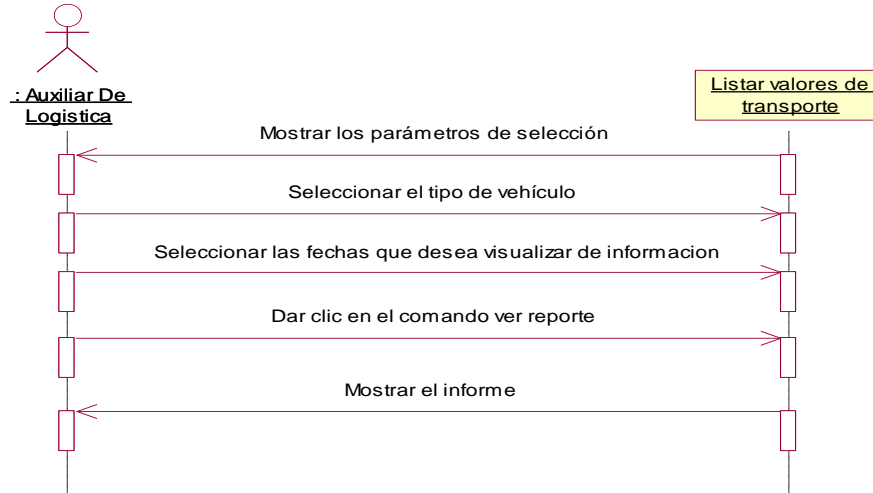 : Auxiliar De
Logistica
Listar valores de
transporte
Mostrar los parámetros de selección
Seleccionar el tipo de vehículo
Seleccionar las fechas que desea visualizar de informacion
Dar clic en el comando ver reporte
Mostrar el informe